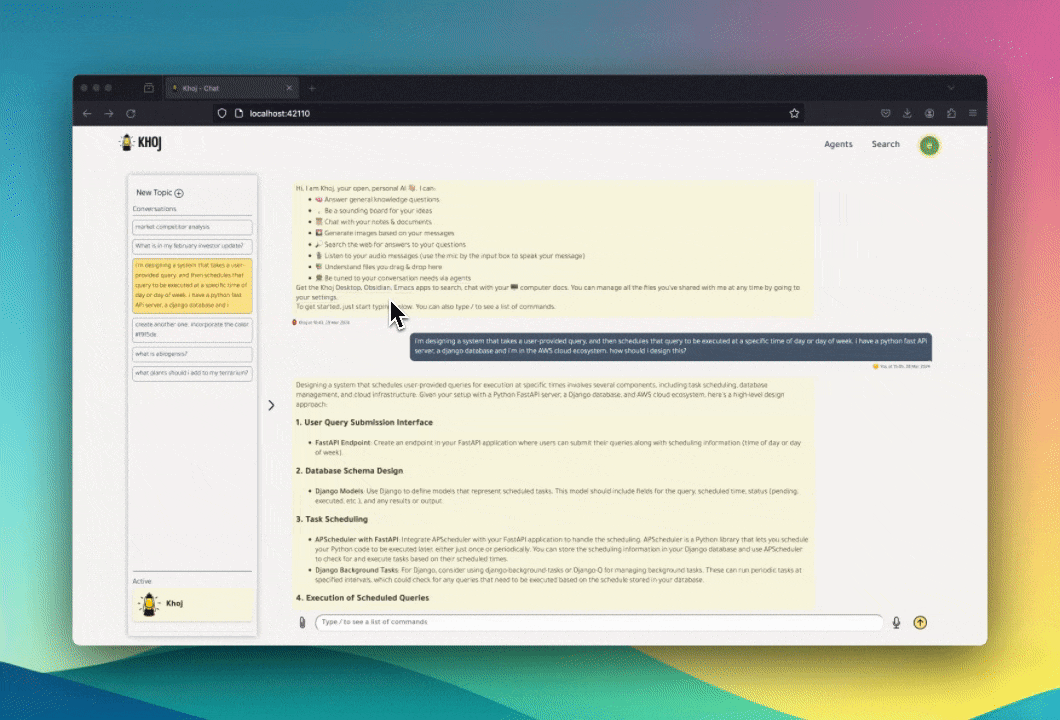 Khoj - Chat
localhost:42110
KHOJ
Agents
Search
New Topic
Conversations
market competitor analysis
What is in my february investor update?
i'm designing a system that takes a user-
provided query, and then schedules that
query to be executed at a specific time of
day or day of week. i have a python fast
API server, a django database and i
create another one. incorporate the color
what is abiogensis?
what plants should i add to my terrarium?
Active
Khoj
Hi, I am Khoj, your open, personal AI. I can:
Answer general knowledge questions
Be a sounding board for your ideas
Chat with your notes & documents
Generate images based on your messages
Search the web for answers to your questions
Listen to your audio messages (use the mic by the input box to speak your message)
Understand files you drag & drop here
Be tuned to your conversation needs via agents
Get the Khoj Desktop, Obsidian, Emacs apps to search, chat with your computer docs. You can manage all the files you've shared with me at any time by going to
your settings.
To get started, just start typing below. You can also type / to see a list of commands.
i'm designing a system that takes a user-provided query, and then schedules that query to be executed at a specific time of day or day of week. i have a python fast API
server, a django database and i'm in the AWS cloud ecosystem. how should i design this?
Designing a system that schedules user-provided queries for execution at specific times involves several components, including task scheduling, database
management, and cloud infrastructure. Given your setup with a Python FastAPI server, a Django database, and AWS cloud ecosystem, here's a high-level design
approach:
1. User Query Submission Interface
FastAPI Endpoint: Create an endpoint in your FastAPI application where users can submit their queries along with scheduling information (time of day or day
of week).
2. Database Schema Design
Django Models: Use Django to define models that represent scheduled tasks. This model should include fields for the query, scheduled time, status (pending,
executed, etc.), and any results or output.
3. Task Scheduling
APScheduler with FastAPI: Integrate APScheduler with your FastAPI application to handle the scheduling. APScheduler is a Python library that lets you schedule
your Python code to be executed later, either just once or periodically. You can store the scheduling information in your Django database and use APScheduler
to check for and execute tasks based on their scheduled times.
Django Background Tasks: For Django, consider using django-background-tasks or Django-Q for managing background tasks. These can run periodic tasks at
specified intervals, which could check for any queries that need to be executed based on the schedule stored in your database.
4. Execution of Scheduled Queries
Type / to see a list of commands